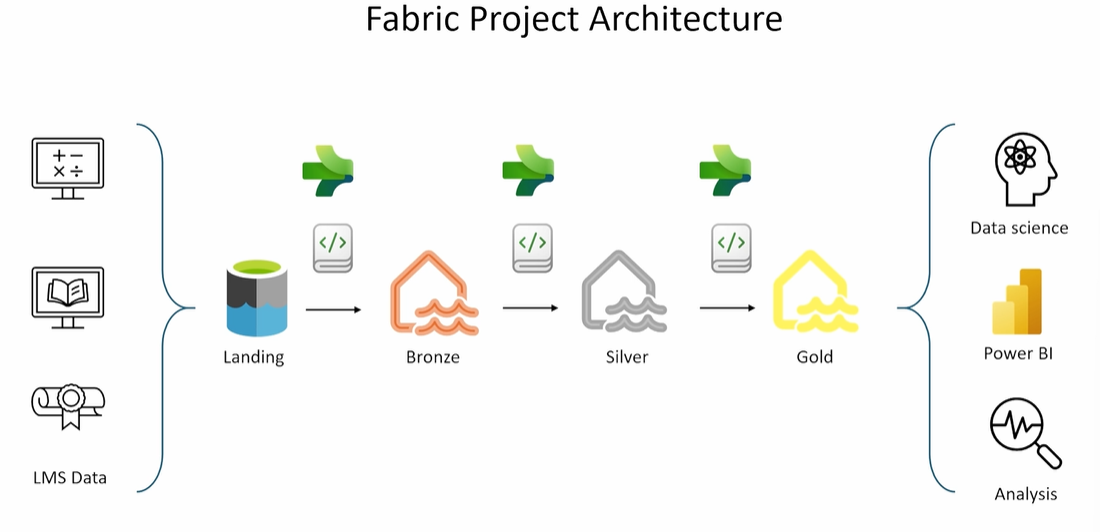 Fabric Project Architecture
+ −
× ÷
</>
</>
</>
Landing
Bronze
Silver
Gold
LMS Data
Data science
Power BI
Analysis